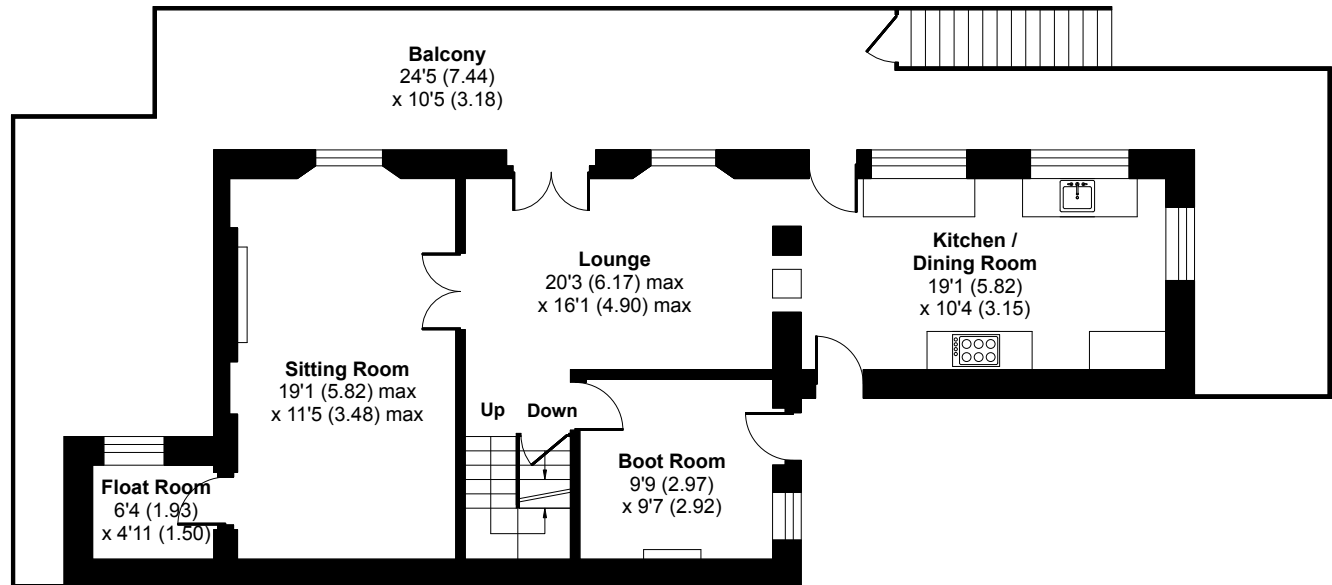 Balcony
24'5 (7.44)
x 10'5 (3.18)
Lounge
20'3 (6.17) max
x 16'1 (4.90) max
Kitchen /
Dining Room
19'1 (5.82)
x 10'4 (3.15)
Sitting Room
19'1 (5.82) max
x 11'5 (3.48) max
Up
Down
Boot Room
9'9 (2.97)
x 9'7 (2.92)
Float Room
6'4 (1.93)
x 4'11 (1.50)